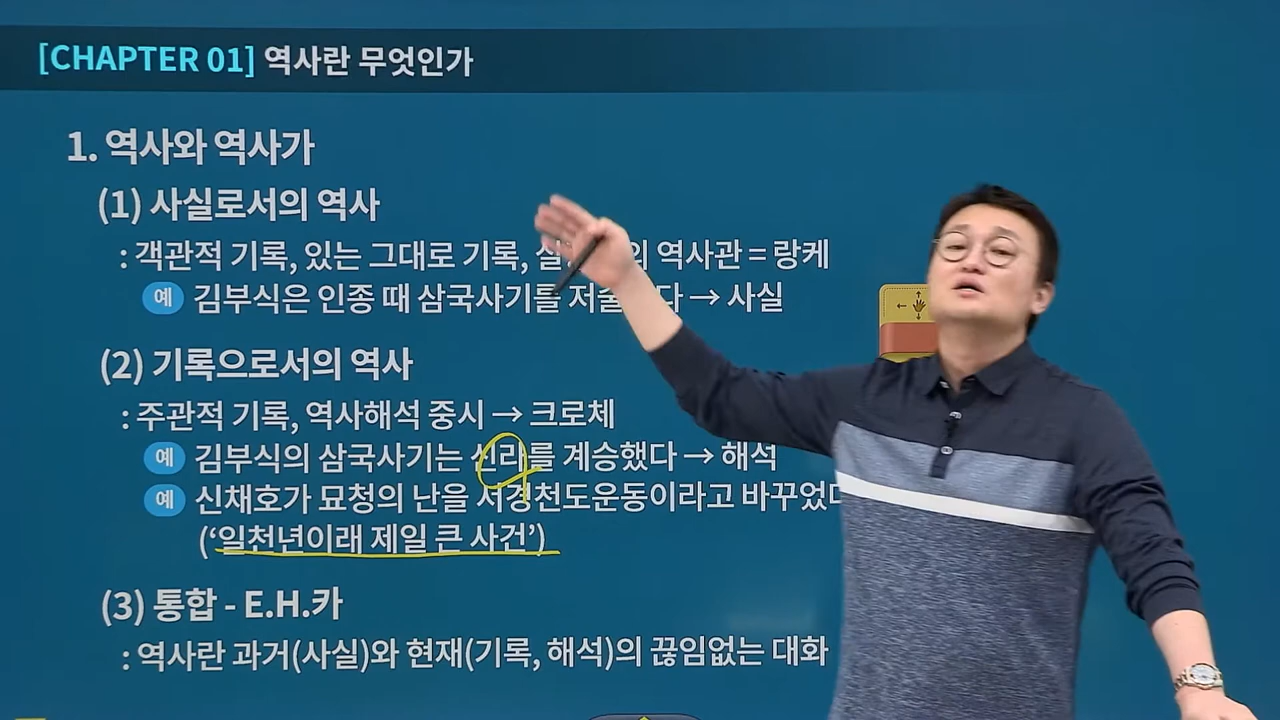 [CHAPTER 01] 역사란 무엇인가
1. 역사와 역사가
(1) 사실로서의 역사
: 객관적 기록, 있는 그대로 기록, 역사관 = 랑케
예 김부식은 인종 때 삼국사기를 → 사실
(2) 기록으로서의 역사
: 주관적 기록, 역사해석 중시 → 크로체
예 김부식의 삼국사기는 신라를 계승했다 → 해석
예 신채호가 묘청의 난을 서경천도운동이라고 바꾸었
(‘일천년이래 제일 큰 사건’)
(3) 통합 - E.H.카
: 역사란 과거(사실)와 현재(기록, 해석)의 끊임없는 대화